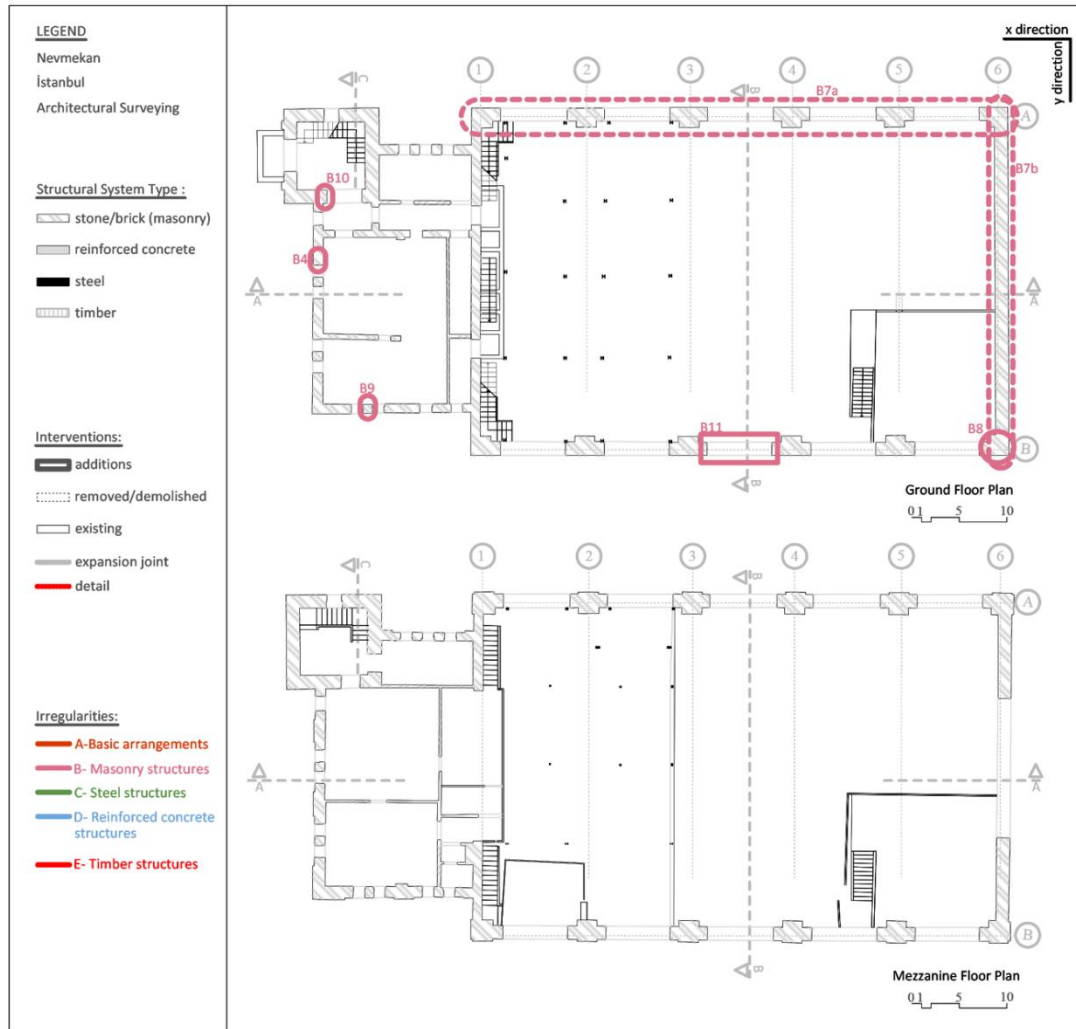 LEGEND
Nevmekan
İstanbul
Architectural Surveying
Structural System Type :
stone/brick (masonry)
reinforced concrete
steel
timber
Interventions:
additions
removed/demolished
existing
expansion joint
detail
Irregularities:
A-Basic arrangements
B- Masonry structures
C- Steel structures
D- Reinforced concrete
structures
E- Timber structures
x direction
y direction
C
1
2
3
4
5
6
B
B7a
A
B7b
B10
B4
A
A
B9
B11
B8
B
B
Ground Floor Plan
0 1 5 10
C
1
2
3
4
5
6
B
A
A
A
B
B
Mezzanine Floor Plan
0 1 5 10